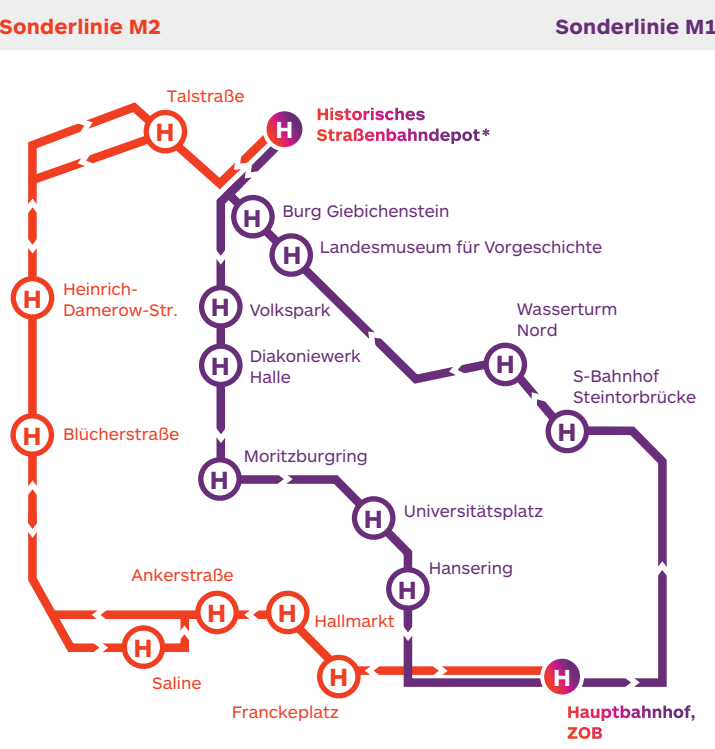 Sonderlinie M2
Sonderlinie M1
Talstraße
H
H
Historisches
Straßenbahndepot*
H
Burg Giebichenstein
H
Landesmuseum für Vorgeschichte
H
Heinrich-
Damerow-Str.
H
Volkspark
Wasserturm
Nord
H
H
Diakoniewerk
Halle
S-Bahnhof
Steintorbrücke
H
H
Blücherstraße
Moritzburgring
H
H
Universitätsplatz
Hansering
H
Ankerstraße
H
H
Hallmarkt
H
Saline
H
Franckeplatz
H
Hauptbahnhof,
ZOB